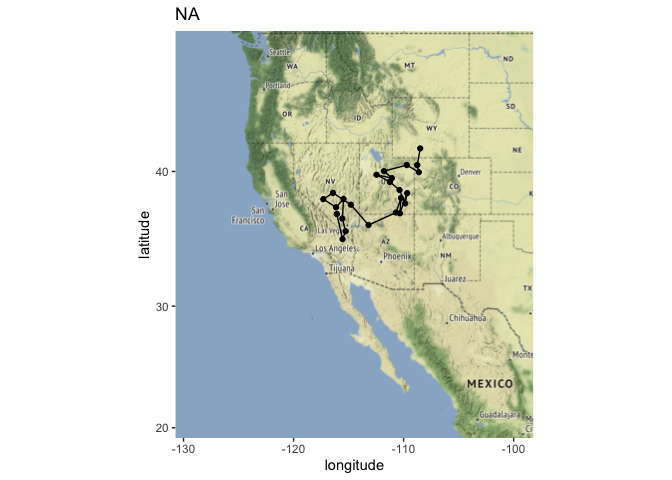 NA
Seattle
WA
MT
ND
Portland
OR
ID
SD
WY
NE
40
NV
Denver
CO
San
Jose
San
Francisco
CA
Las Ve
Los Angeles
AZ
Albuquerque
NM
Phoenix
Tijuana
Juarez
TX
30
Chihuahua
Monte
MEXICO
Guadalajara
20
-130
-120
-110
-100
longitude
latitude